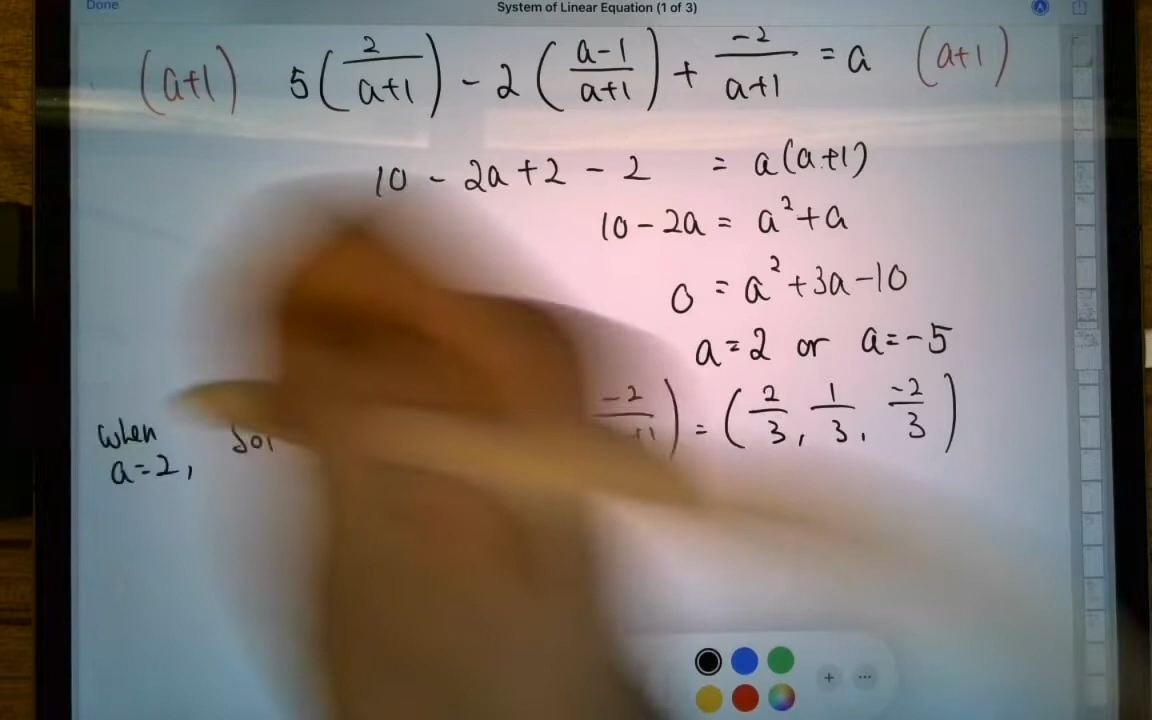 Done System of Linear Equation (1 of 3)
(a+1) 5(2/(a+1)) - 2((a-1)/(a+1)) + -2/(a+1) = a (a+1)
10 - 2a + 2 - 2 = a(a+1)
10 - 2a = a² + a
0 = a² + 3a - 10
a = 2 or a = -5
when
a = 2, -2 ) = (2/3, 1/3, -2/3)